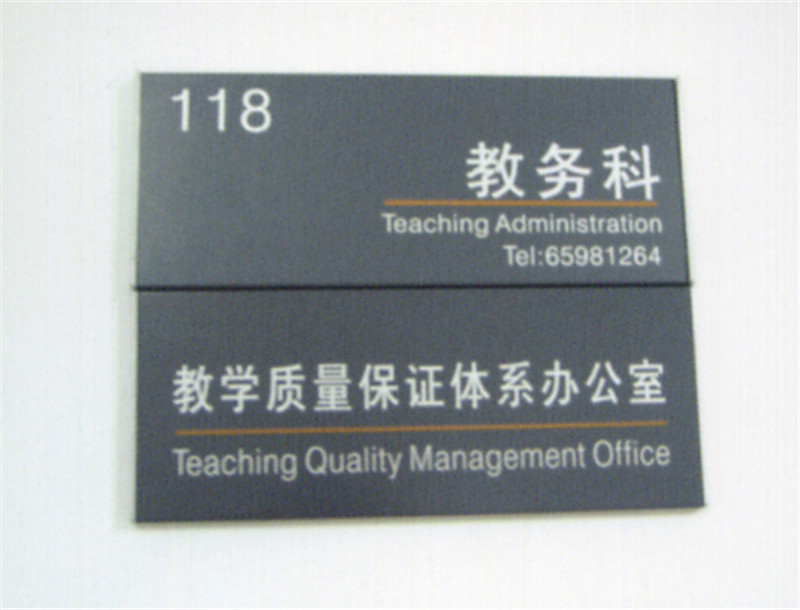 118
教务科
Teaching Administration
Tel:65981264
教学质量保证体系办公室
Teaching Quality Management Office